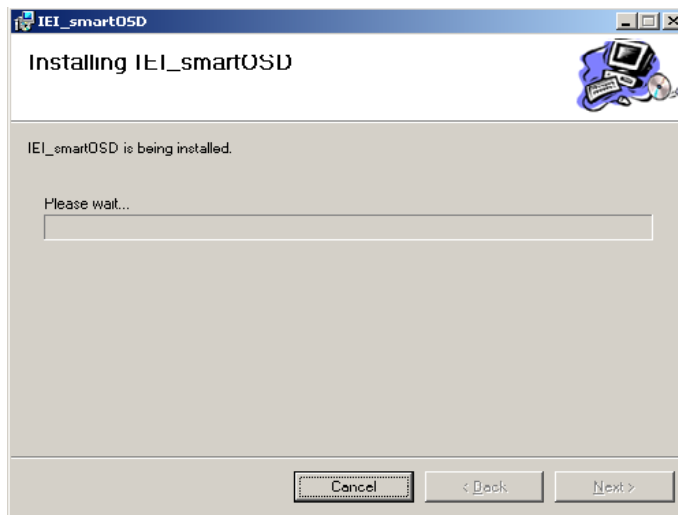 IEI_smartOSD
Installing IEI_smartOSD
IEI_smartOSD is being installed.
Please wait...
Cancel
< Back
Next >